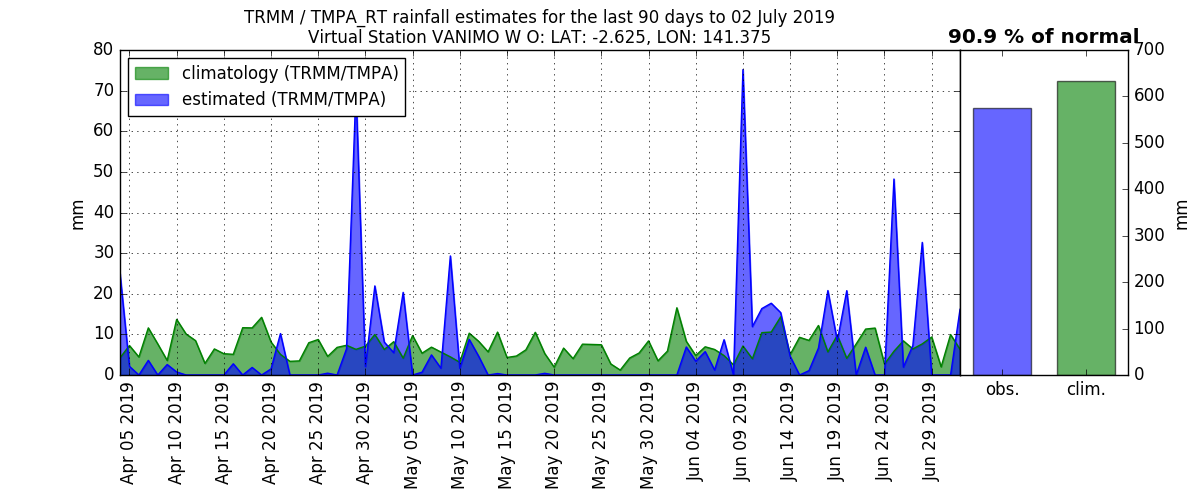 TRMM / TMPA_RT rainfall estimates for the last 90 days to 02 July 2019
Virtual Station VANIMO W O: LAT: -2.625, LON: 141.375
90.9 % of normal
climatology (TRMM/TMPA)
estimated (TRMM/TMPA)
mm
80
70
60
50
40
30
20
10
0
Apr 05 2019
Apr 10 2019
Apr 15 2019
Apr 20 2019
Apr 25 2019
Apr 30 2019
May 05 2019
May 10 2019
May 15 2019
May 20 2019
May 25 2019
May 30 2019
Jun 04 2019
Jun 09 2019
Jun 14 2019
Jun 19 2019
Jun 24 2019
Jun 29 2019
obs.
clim.
700
600
500
400
300
200
100
0
mm